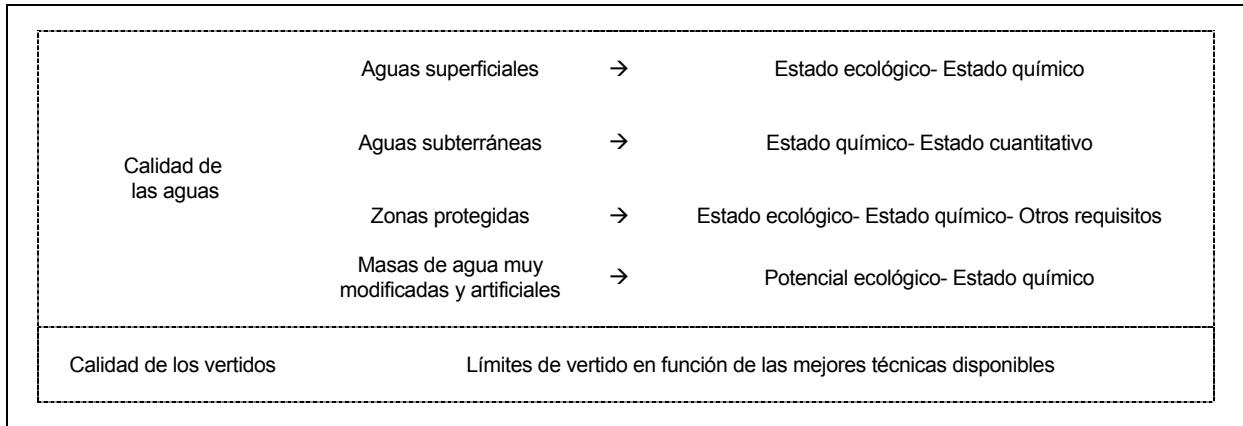 Aguas superficiales → Estado ecológico- Estado químico
Aguas subterráneas → Estado químico- Estado cuantitativo
Calidad de
las aguas
Zonas protegidas → Estado ecológico- Estado químico- Otros requisitos
Masas de agua muy
modificadas y artificiales → Potencial ecológico- Estado químico
Calidad de los vertidos Límites de vertido en función de las mejores técnicas disponibles